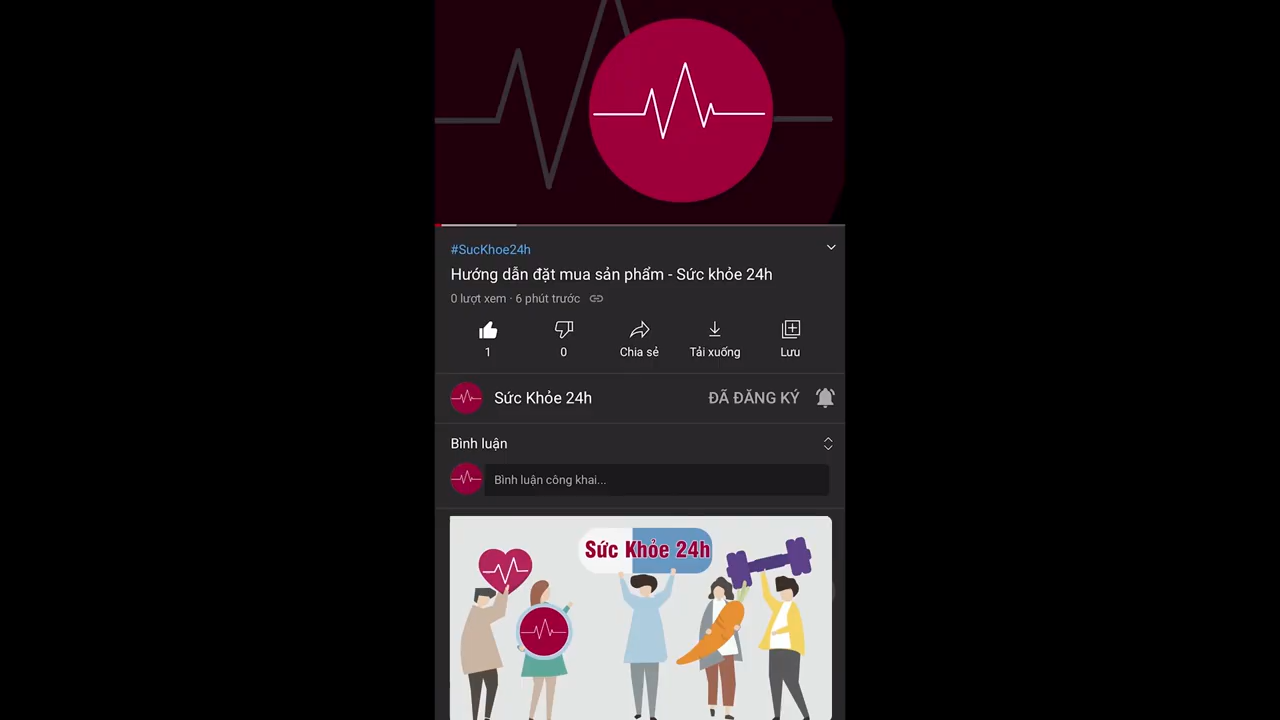 #SucKhoe24h
Hướng dẫn đặt mua sản phẩm - Sức khỏe 24h
0 lượt xem · 6 phút trước
1
0
Chia sẻ
Tải xuống
Lưu
Sức Khỏe 24h
ĐÃ ĐĂNG KÝ
Bình luận
Bình luận công khai...
Sức Khỏe 24h